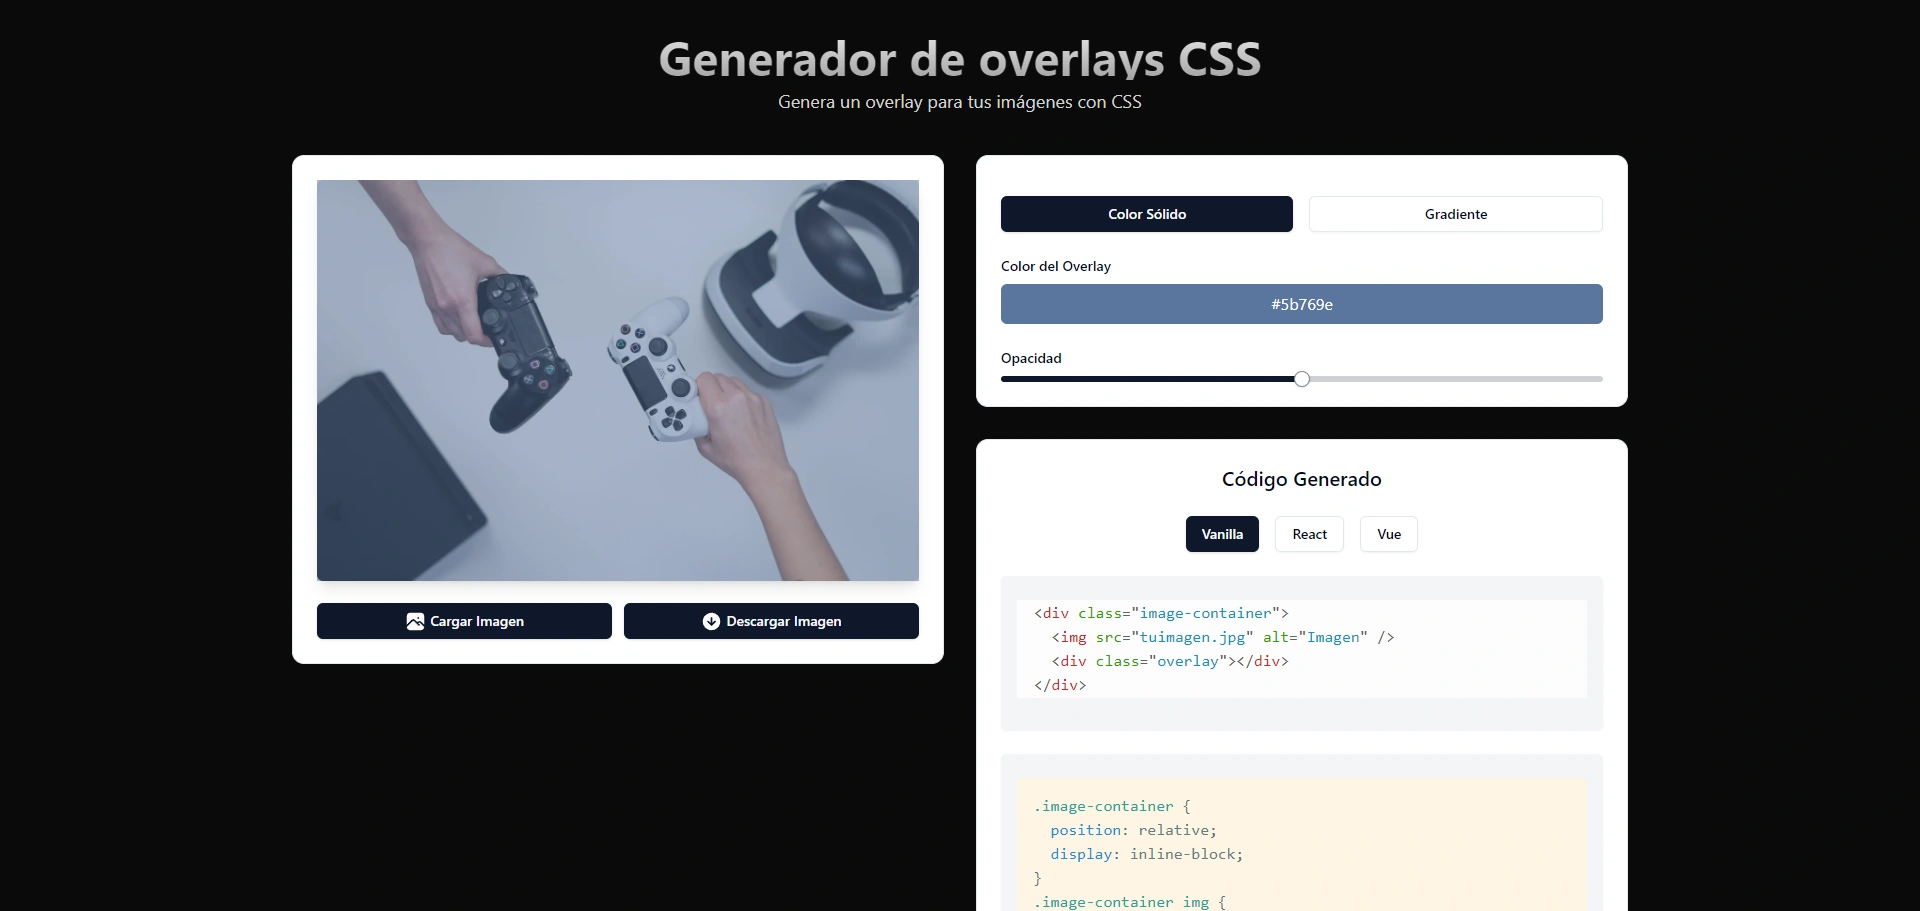 Generador de overlays CSS
Genera un overlay para tus imágenes con CSS
Cargar Imagen
Descargar Imagen
Color Sólido
Gradiente
Color del Overlay
#5b769e
Opacidad
Código Generado
Vanilla
React
Vue
<div class="image-container">
  <img src="tuimagen.jpg" alt="Imagen" />
  <div class="overlay"></div>
</div>
.image-container {
  position: relative;
  display: inline-block;
}
.image-container img {